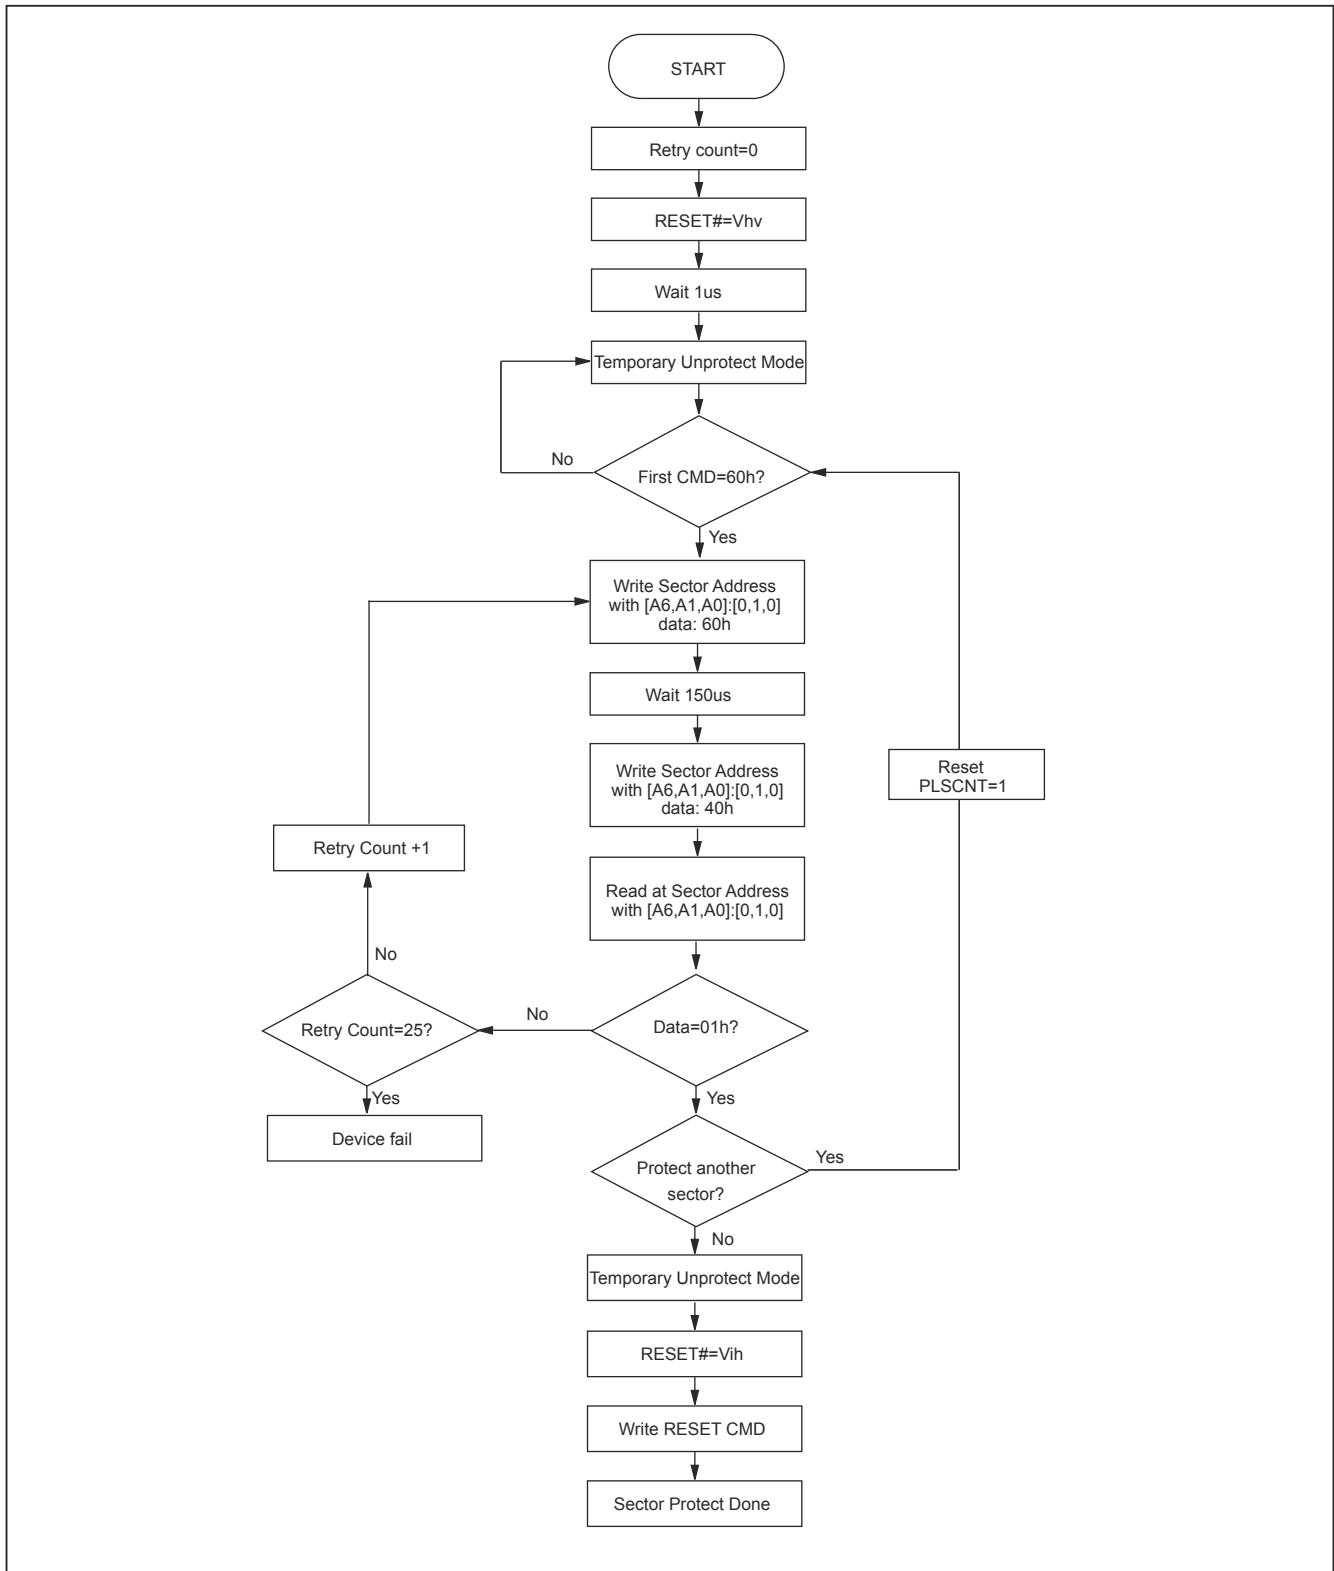 START
Retry count=0
RESET#=Vhv
Wait 1us
Temporary Unprotect Mode
No
First CMD=60h?
Yes
Write Sector Address
with [A6,A1,A0]:[0,1,0]
data: 60h
Wait 150us
Write Sector Address
with [A6,A1,A0]:[0,1,0]
data: 40h
Reset
PLSCNT=1
Retry Count +1
Read at Sector Address
with [A6,A1,A0]:[0,1,0]
No
No
Retry Count=25?
Data=01h?
Yes
Yes
Device fail
Protect another
sector?
Yes
No
Temporary Unprotect Mode
RESET#=Vih
Write RESET CMD
Sector Protect Done